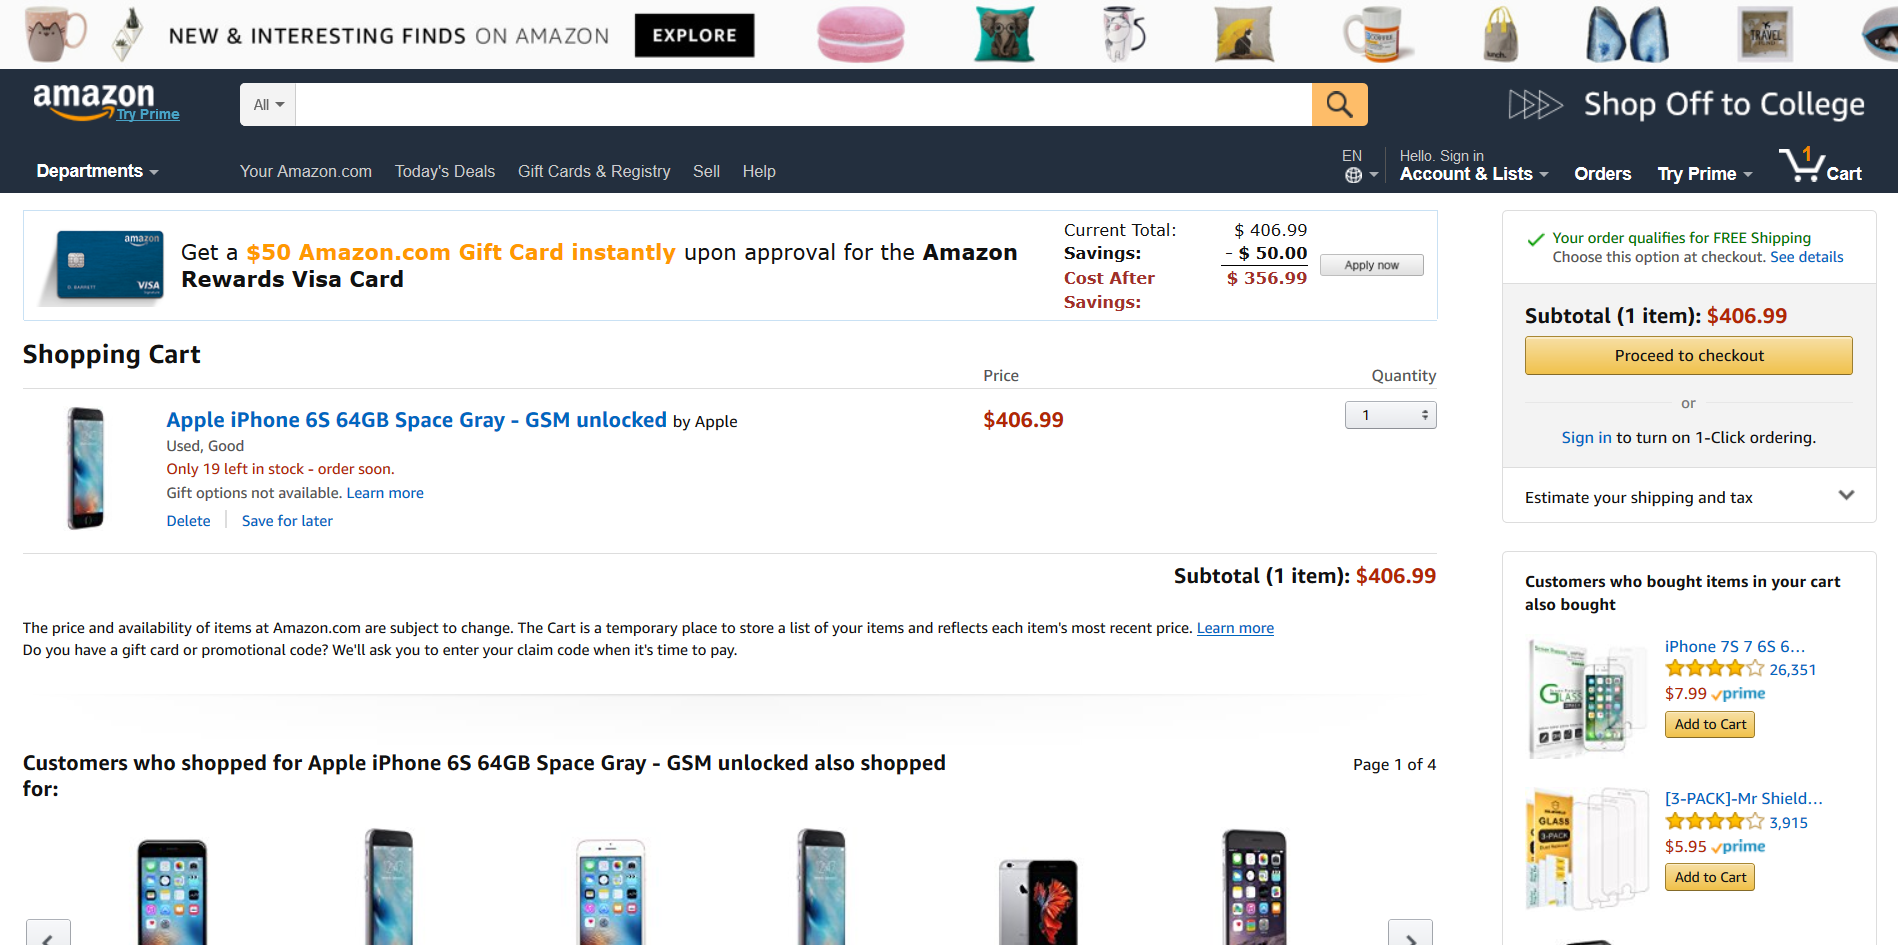 NEW & INTERESTING FINDS ON AMAZON
EXPLORE
COFFEE
lunch.
TRAVEL
amazon
Try Prime
All
Shop Off to College
Departments
Your Amazon.com
Today's Deals
Gift Cards & Registry
Sell
Help
EN
Hello. Sign in
Account & Lists
Orders
Try Prime
1
Cart
amazon
D. BARRETT
VISA
Get a $50 Amazon.com Gift Card instantly upon approval for the Amazon
Rewards Visa Card
Current Total: $ 406.99
Savings: - $ 50.00
Cost After $ 356.99
Savings:
Apply now
Your order qualifies for FREE Shipping
Choose this option at checkout. See details
Subtotal (1 item): $406.99
Proceed to checkout
or
Sign in to turn on 1-Click ordering.
Estimate your shipping and tax
Shopping Cart
Price
Quantity
Apple iPhone 6S 64GB Space Gray - GSM unlocked by Apple
$406.99
1
Used, Good
Only 19 left in stock - order soon.
Gift options not available. Learn more
Delete
Save for later
Subtotal (1 item): $406.99
The price and availability of items at Amazon.com are subject to change. The Cart is a temporary place to store a list of your items and reflects each item's most recent price. Learn more
Do you have a gift card or promotional code? We'll ask you to enter your claim code when it's time to pay.
Customers who shopped for Apple iPhone 6S 64GB Space Gray - GSM unlocked also shopped
for:
Page 1 of 4
Customers who bought items in your cart
also bought
GLASS
iPhone 7S 7 6S 6...
26,351
$7.99 prime
Add to Cart
GLASS
3-PACK
[3-PACK]-Mr Shield...
3,915
$5.95 prime
Add to Cart